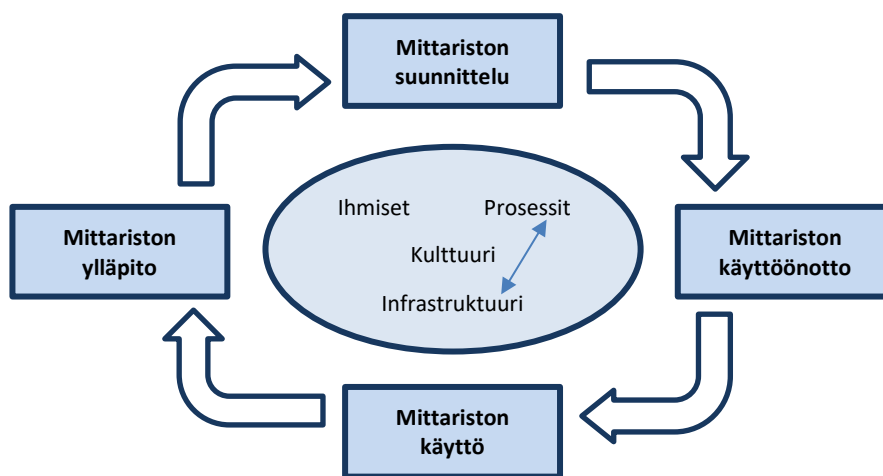 Mittariston
suunnittelu
Ihmiset Prosessit
Mittariston
ylläpito
Mittariston
käyttöönotto
Kulttuuri
Infrastruktuuri
Mittariston
käyttö